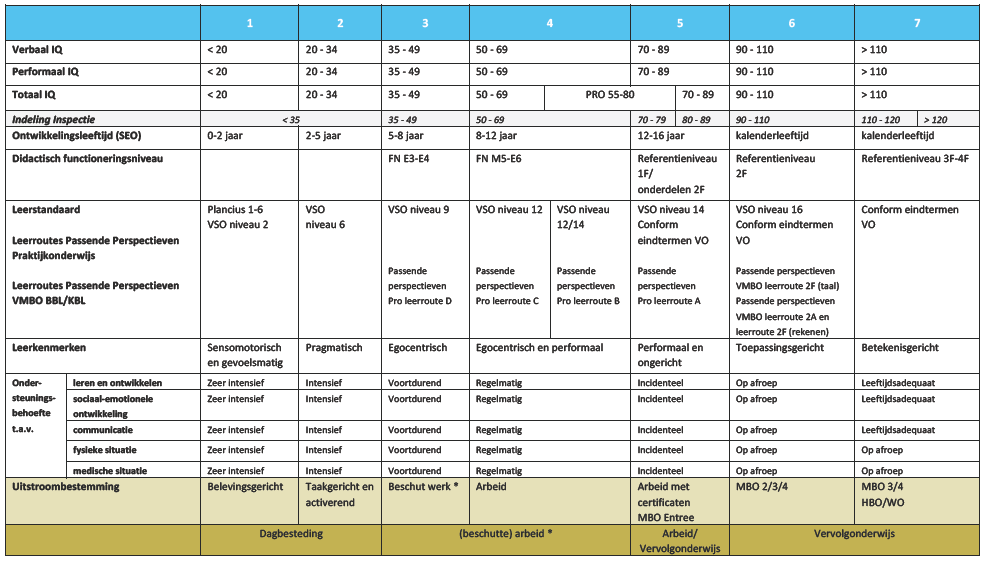 1 2 3 4 5 6 7
Verbaal IQ < 20 20 - 34 35 - 49 50 - 69 70 - 89 90 - 110 > 110
Performaal IQ < 20 20 - 34 35 - 49 50 - 69 70 - 89 90 - 110 > 110
Totaal IQ < 20 20 - 34 35 - 49 50 - 69 PRO 55-80 70 - 89 90 - 110 > 110
Indeling Inspectie < 35 35 - 49 50 - 69 70 - 79 80 - 89 90 - 110 110 - 120 > 120
Ontwikkelingsleeftijd (SEO) 0-2 jaar 2-5 jaar 5-8 jaar 8-12 jaar 12-16 jaar kalenderleeftijd kalenderleeftijd
Didactisch functioneringsniveau FN E3-E4 FN M5-E6 Referentieniveau Referentieniveau Referentieniveau 3F-4F
1F/ 2F
onderdelen 2F
Leerstandaard Plancius 1-6 VSO VSO niveau 9 VSO niveau 12 VSO niveau VSO niveau 14 VSO niveau 16 Conform eindtermen
VSO niveau 2 niveau 6 12/14 Conform Conform eindtermen VO
Leerroutes Passende Perspectieven eindtermen VO VO
Praktijkonderwijs
Passende Passende Passende Passende Passende perspectieven
Leerroutes Passende Perspectieven perspectieven perspectieven perspectieven perspectieven VMBO leerroute 2F (taal)
VMBO BBL/KBL Pro leerroute D Pro leerroute C Pro leerroute B Pro leerroute A Passende perspectieven
VMBO leerroute 2A en
leerroute 2F (rekenen)
Leerkenmerken Sensomotorisch Pragmatisch Egocentrisch Egocentrisch en performaal Performaal en Toepassingsgericht Betekenisgericht
en gevoelsmatig ongericht
Onder- leren en ontwikkelen Zeer intensief Intensief Voortdurend Regelmatig Incidenteel Op afroep Leeftijdsadequaat
steunings- sociaal-emotionele Zeer intensief Intensief Voortdurend Regelmatig Incidenteel Op afroep Leeftijdsadequaat
behoefte ontwikkeling
t.a.v. communicatie Zeer intensief Intensief Voortdurend Regelmatig Incidenteel Op afroep Leeftijdsadequaat
fysieke situatie Zeer intensief Intensief Voortdurend Regelmatig Incidenteel Op afroep Op afroep
medische situatie Zeer intensief Intensief Voortdurend Regelmatig Incidenteel Op afroep Op afroep
Uitstroombestemming Belevingsgericht Taakgericht en Beschut werk * Arbeid Arbeid met MBO 2/3/4 MBO 3/4
activerend certificaten HBO/WO
MBO Entree
Dagbesteding (beschutte) arbeid * Arbeid/ Vervolgonderwijs
Vervolgonderwijs